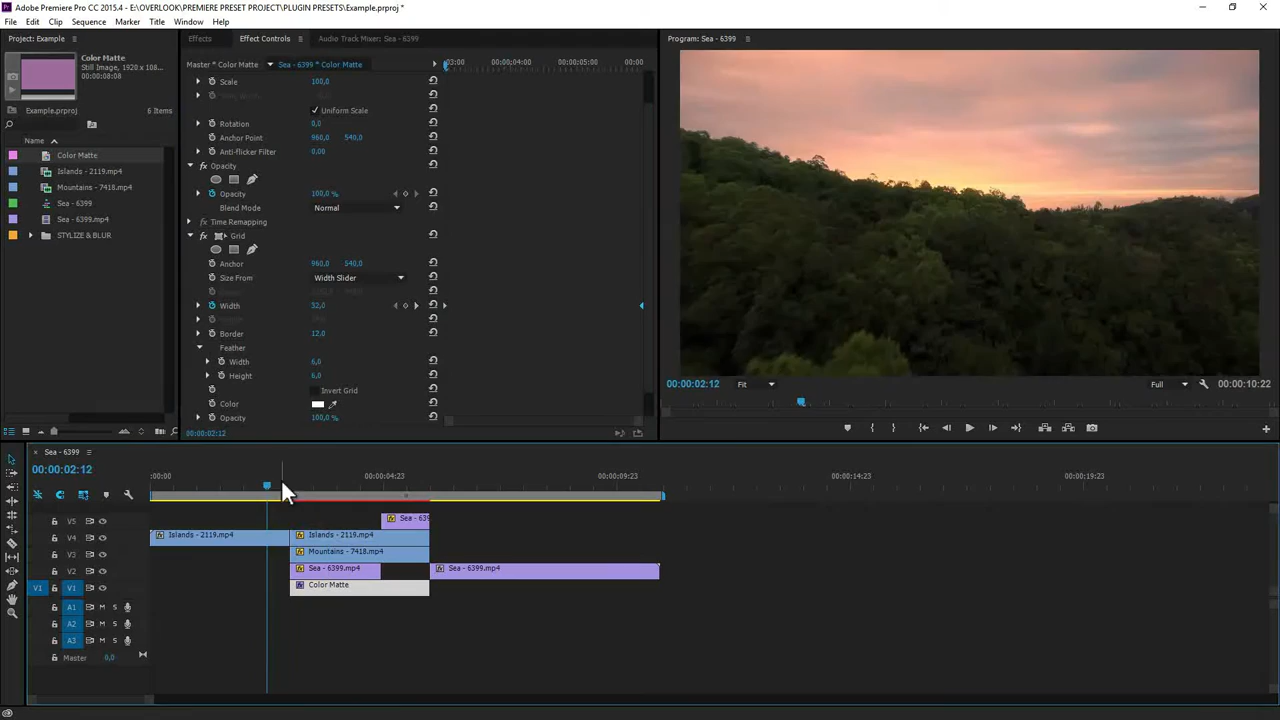 Adobe Premiere Pro CC 2015.4 - E:\OVERLOOK\PREMIERE PRESET PROJECT\PLUGIN PRESETS\Example.prproj *
File Edit Clip Sequence Marker Title Window Help
Project: Example
Color Matte
Still Image, 1920 x 108...
00:00:08:08
Example.prproj 6 Items
Name
Color Matte
Islands - 2119.mp4
Mountains - 7418.mp4
Sea - 6399
Sea - 6399.mp4
STYLIZE & BLUR
Effects Effect Controls Audio Track Mixer: Sea - 6399
Master * Color Matte Sea - 6399 * Color Matte
:03:00 00:00:04:00 00:00:05:00 00:00
Scale 100,0
Uniform Scale
Rotation 0,0
Anchor Point 960,0 540,0
Anti-flicker Filter 0,00
fx Opacity
Opacity 100,0 %
Blend Mode Normal
Time Remapping
fx Grid
Anchor 960,0 540,0
Size From Width Slider
Width 52,0
Border 12,0
Feather
Width 6,0
Height 6,0
Invert Grid
Color
Opacity 100,0 %
00:00:02:12
Program: Sea - 6399
00:00:02:12 Fit Full 00:00:10:22
Sea - 6399
00:00:02:12
:00:00 00:00:04:23 00:00:09:23 00:00:14:23 00:00:19:23
V5 Sea - 639
V4 Islands - 2119.mp4 Islands - 2119.mp4
V3 Mountains - 7418.mp4
V2 Sea - 6399.mp4 Sea - 6399.mp4
V1 V1 Color Matte
A1 M S
A2 M S
A3 M S
Master 0,0